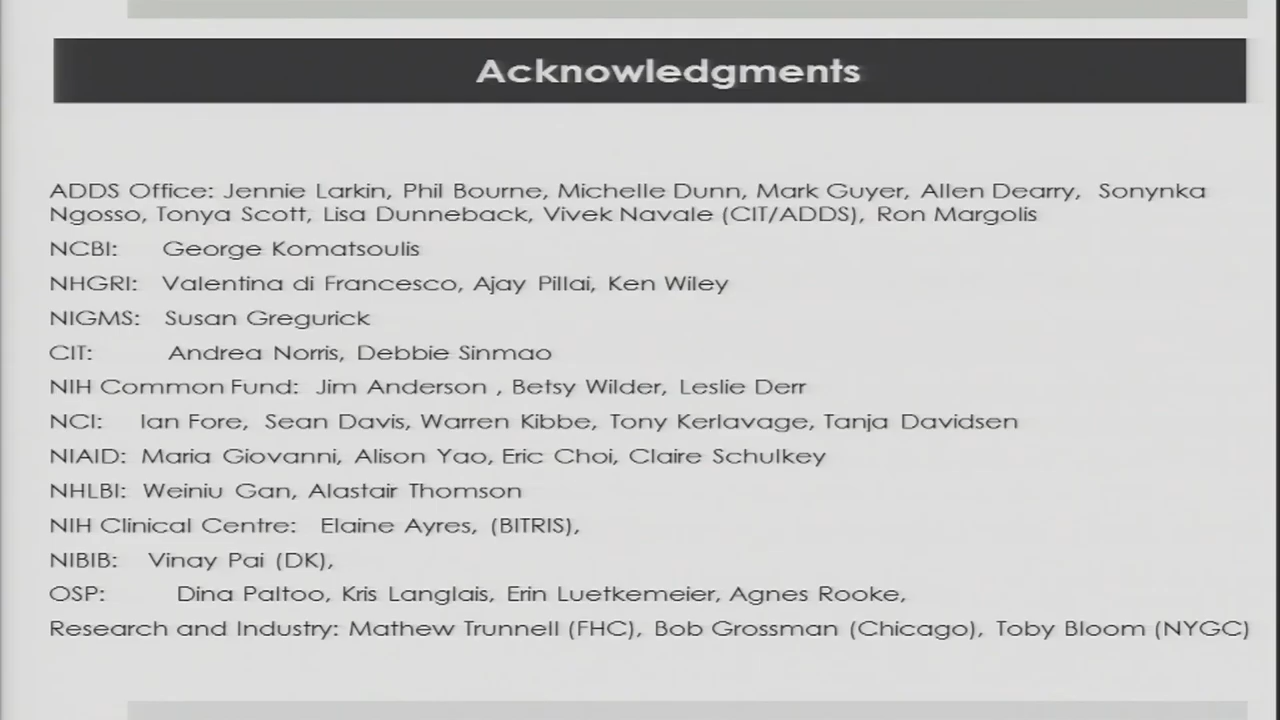 Acknowledgments
ADDS Office: Jennie Larkin, Phil Bourne, Michelle Dunn, Mark Guyer, Allen Dearry, Sonynka
Ngosso, Tonya Scott, Lisa Dunneback, Vivek Navale (CIT/ADDS), Ron Margolis
NCBI: George Komatsoulis
NHGRI: Valentina di Francesco, Ajay Pillai, Ken Wiley
NIGMS: Susan Gregurick
CIT: Andrea Norris, Debbie Sinmao
NIH Common Fund: Jim Anderson , Betsy Wilder, Leslie Derr
NCI: Ian Fore, Sean Davis, Warren Kibbe, Tony Kerlavage, Tanja Davidsen
NIAID: Maria Giovanni, Alison Yao, Eric Choi, Claire Schulkey
NHLBI: Weiniu Gan, Alastair Thomson
NIH Clinical Centre: Elaine Ayres, (BITRIS),
NIBIB: Vinay Pai (DK),
OSP: Dina Paltoo, Kris Langlais, Erin Luetkemeier, Agnes Rooke,
Research and Industry: Mathew Trunnell (FHC), Bob Grossman (Chicago), Toby Bloom (NYGC)